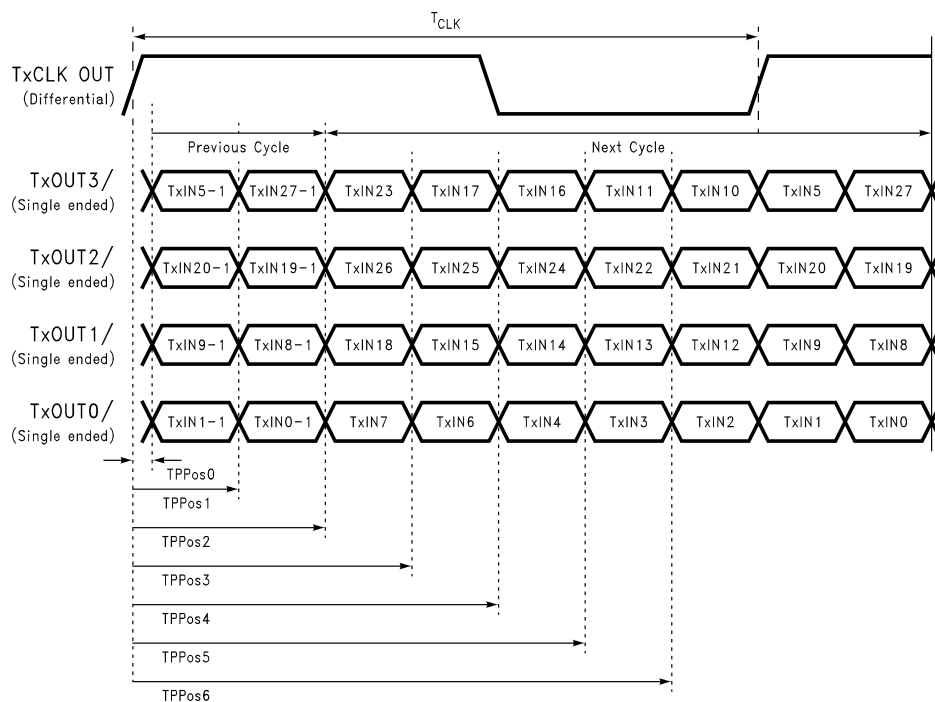 TCLK
TxCLK OUT
(Differential)
Previous Cycle Next Cycle
TxOUT3/
(Single ended)
TxIN5-1 TxIN27-1 TxIN23 TxIN17 TxIN16 TxIN11 TxIN10 TxIN5 TxIN27
TxOUT2/
(Single ended)
TxIN20-1 TxIN19-1 TxIN26 TxIN25 TxIN24 TxIN22 TxIN21 TxIN20 TxIN19
TxOUT1/
(Single ended)
TxIN9-1 TxIN8-1 TxIN18 TxIN15 TxIN14 TxIN13 TxIN12 TxIN9 TxIN8
TxOUT0/
(Single ended)
TxIN1-1 TxIN0-1 TxIN7 TxIN6 TxIN4 TxIN3 TxIN2 TxIN1 TxIN0
TPPos0
TPPos1
TPPos2
TPPos3
TPPos4
TPPos5
TPPos6